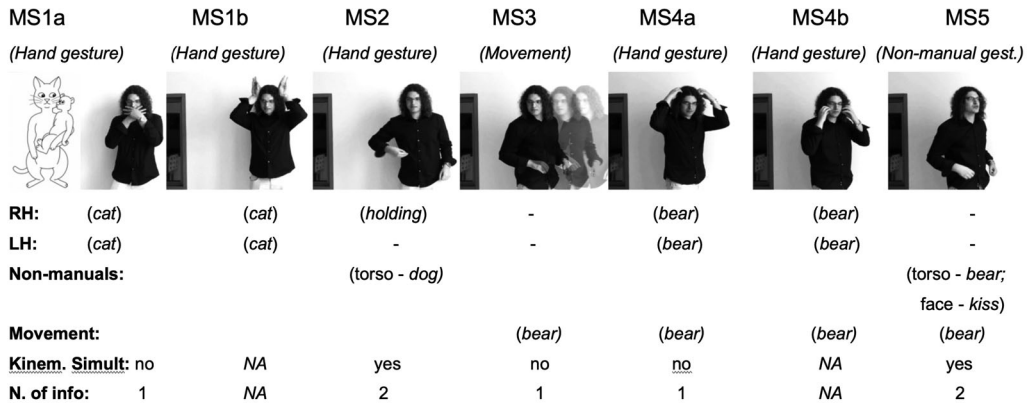 MS1a MS1b MS2 MS3 MS4a MS4b MS5
(Hand gesture) (Hand gesture) (Hand gesture) (Movement) (Hand gesture) (Hand gesture) (Non-manual gest.)
RH: (cat) (cat) (holding) - (bear) (bear) -
LH: (cat) (cat) - - (bear) (bear) -
Non-manuals: (torso - dog) (torso - bear;
face - kiss)
Movement: (bear) (bear) (bear) (bear)
Kinem. Simult: no NA yes no no NA yes
N. of info: 1 NA 2 1 1 NA 2